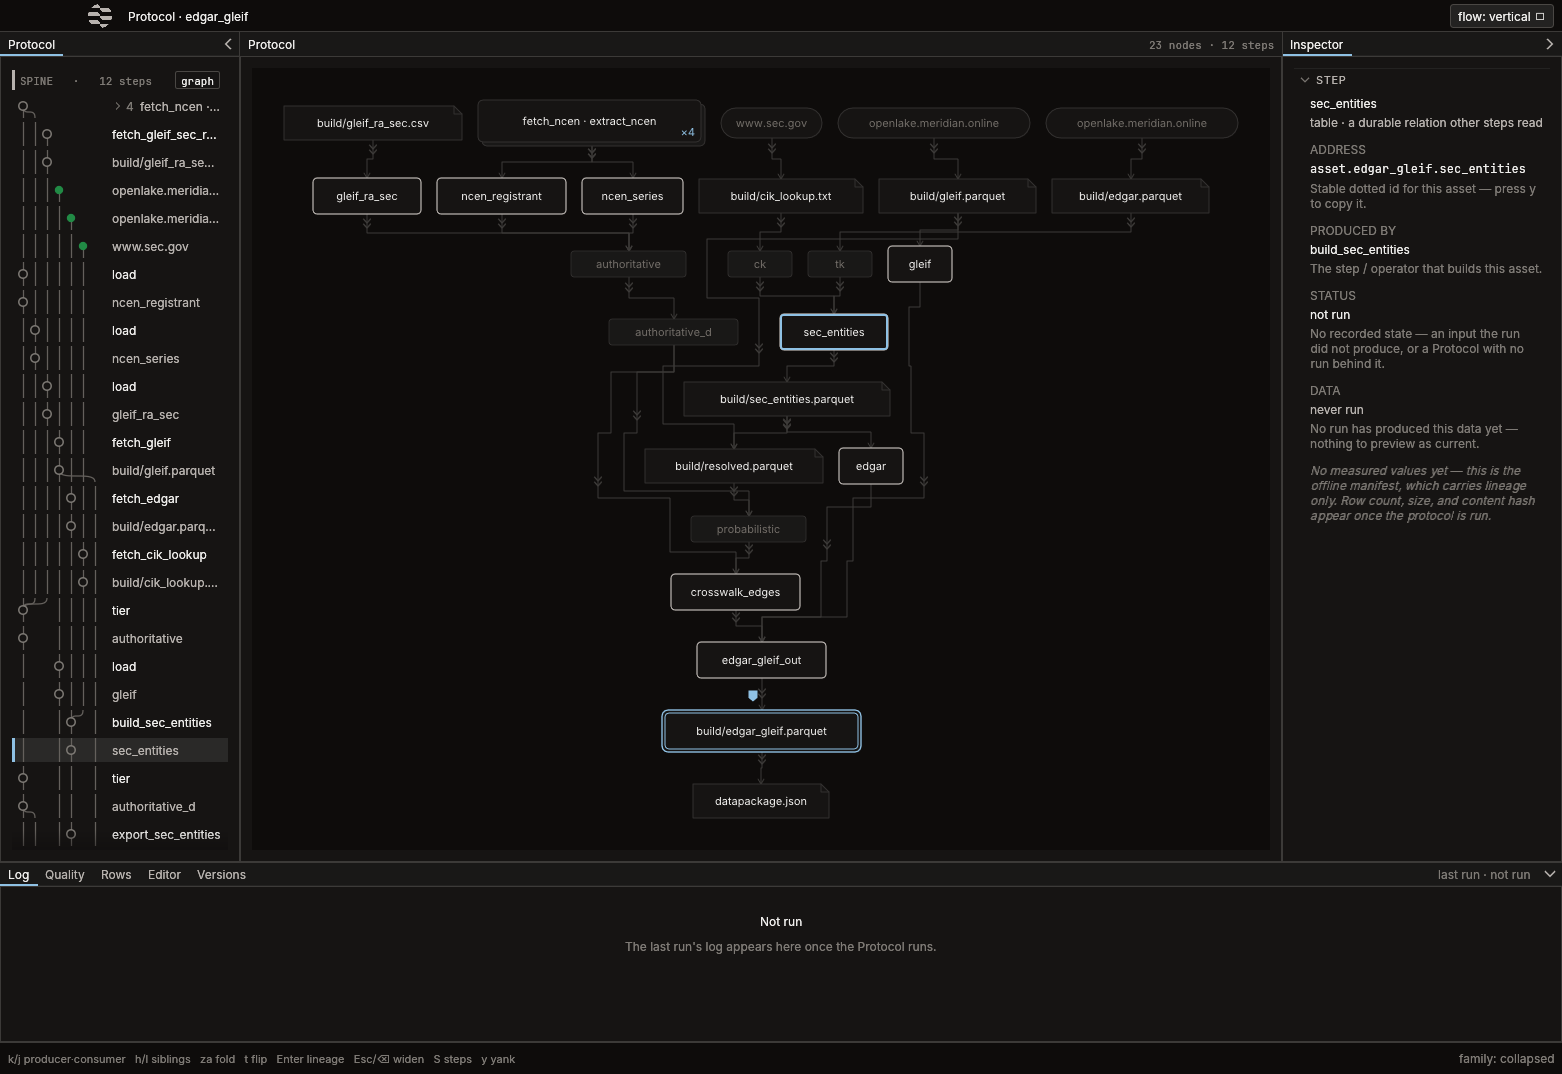 Protocol · edgar_gleif
flow: vertical
Protocol
Protocol
23 nodes · 12 steps
Inspector
SPINE · 12 steps
graph
4 fetch_ncen ·...
fetch_gleif_sec_r...
build/gleif_ra_se...
openlake.meridia...
openlake.meridia...
www.sec.gov
load
ncen_registrant
load
ncen_series
load
gleif_ra_sec
fetch_gleif
build/gleif.parquet
fetch_edgar
build/edgar.parq...
fetch_cik_lookup
build/cik_lookup....
tier
authoritative
load
gleif
build_sec_entities
sec_entities
tier
authoritative_d
export_sec_entities
build/gleif_ra_sec.csv
fetch_ncen · extract_ncen
×4
www.sec.gov
openlake.meridian.online
openlake.meridian.online
gleif_ra_sec
ncen_registrant
ncen_series
build/cik_lookup.txt
build/gleif.parquet
build/edgar.parquet
authoritative
ck
tk
gleif
authoritative_d
sec_entities
build/sec_entities.parquet
build/resolved.parquet
edgar
probabilistic
crosswalk_edges
edgar_gleif_out
build/edgar_gleif.parquet
datapackage.json
STEP
sec_entities
table · a durable relation other steps read
ADDRESS
asset.edgar_gleif.sec_entities
Stable dotted id for this asset — press y
to copy it.
PRODUCED BY
build_sec_entities
The step / operator that builds this asset.
STATUS
not run
No recorded state — an input the run
did not produce, or a Protocol with no
run behind it.
DATA
never run
No run has produced this data yet —
nothing to preview as current.
No measured values yet — this is the
offline manifest, which carries lineage
only. Row count, size, and content hash
appear once the protocol is run.
Log Quality Rows Editor Versions
last run · not run
Not run
The last run's log appears here once the Protocol runs.
k/j producer·consumer h/l siblings za fold t flip Enter lineage Esc/⌫ widen S steps y yank
family: collapsed